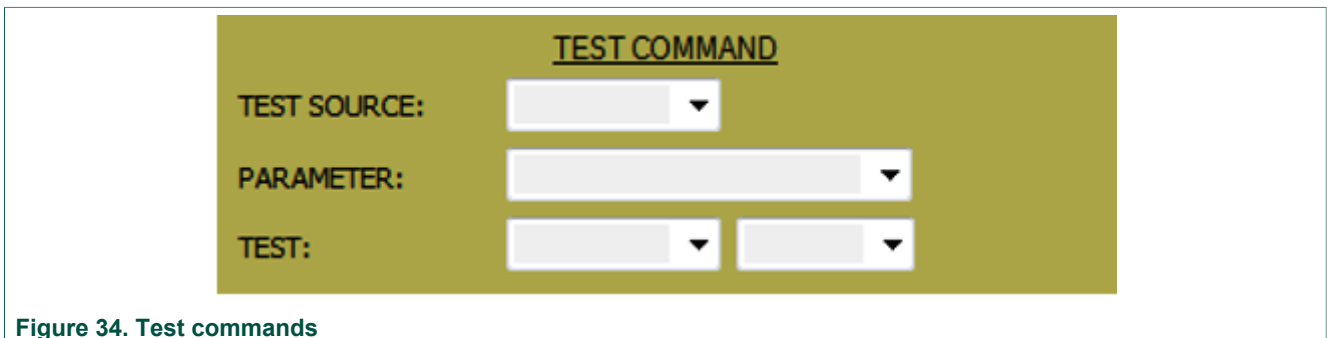 TEST COMMAND
TEST SOURCE:
PARAMETER:
TEST:
Figure 34. Test commands